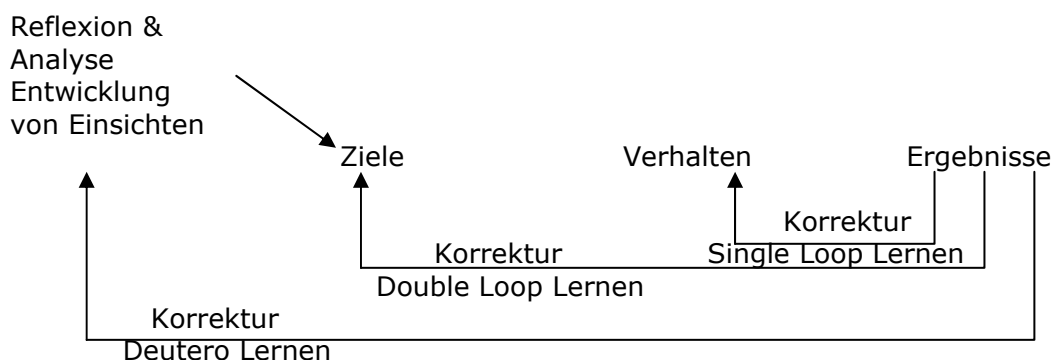 Reflexion &
Analyse
Entwicklung
von Einsichten
Ziele Verhalten Ergebnisse
Korrektur
Korrektur Single Loop Lernen
Double Loop Lernen
Korrektur
Deutero Lernen